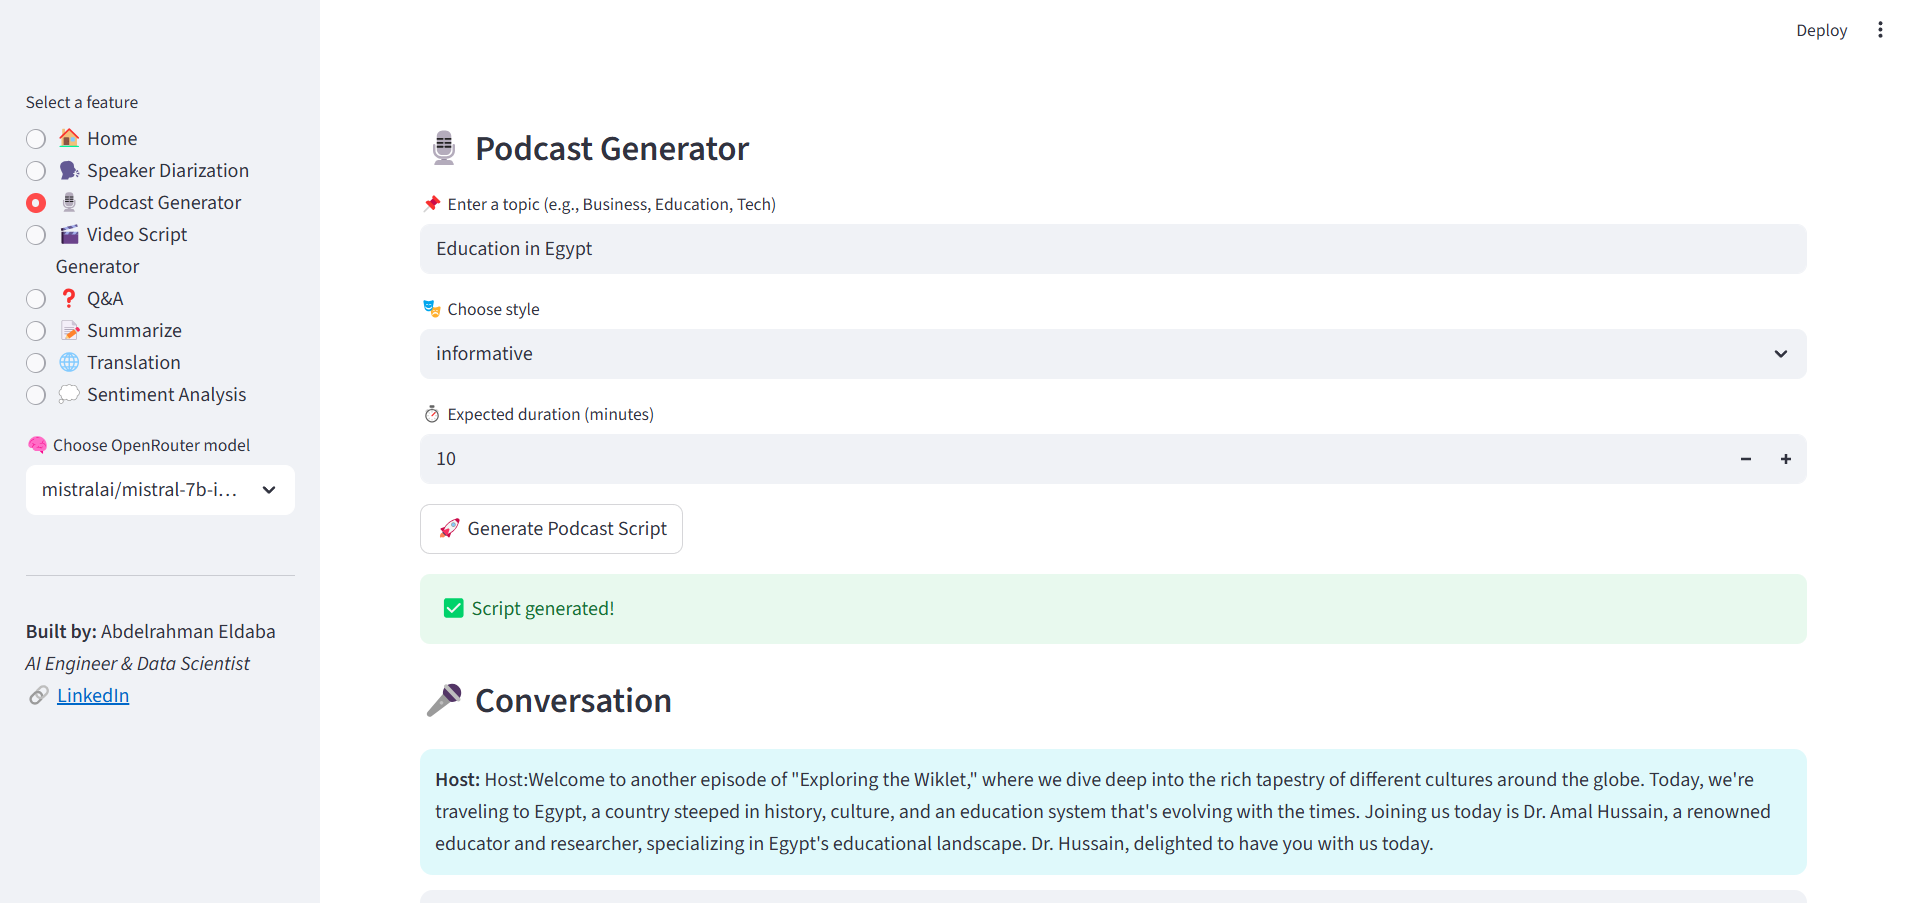 Deploy
Select a feature
Home
Speaker Diarization
Podcast Generator
Video Script
Generator
Q&A
Summarize
Translation
Sentiment Analysis
Choose OpenRouter model
mistralai/mistral-7b-i...
Built by: Abdelrahman Eldaba
AI Engineer & Data Scientist
LinkedIn
Podcast Generator
Enter a topic (e.g., Business, Education, Tech)
Education in Egypt
Choose style
informative
Expected duration (minutes)
10
Generate Podcast Script
Script generated!
Conversation
Host: Host:Welcome to another episode of "Exploring the Wiklet," where we dive deep into the rich tapestry of different cultures around the globe. Today, we're
traveling to Egypt, a country steeped in history, culture, and an education system that's evolving with the times. Joining us today is Dr. Amal Hussain, a renowned
educator and researcher, specializing in Egypt's educational landscape. Dr. Hussain, delighted to have you with us today.